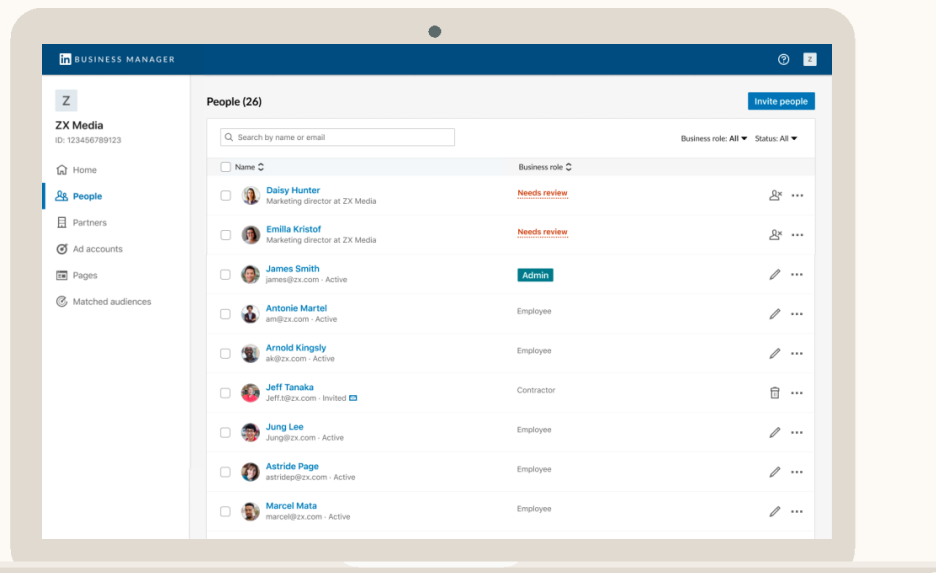 in BUSINESS MANAGER
Z
Z
ZX Media
ID: 123456789123
Home
People
Partners
Ad accounts
Pages
Matched audiences
People (26)
Invite people
Search by name or email
Business role: All Status: All
Name Business role
Daisy Hunter
Marketing director at ZX Media
Needs review
Emilla Kristof
Marketing director at ZX Media
Needs review
James Smith
james@zx.com · Active
Admin
Antonie Martel
am@zx.com · Active
Employee
Arnold Kingsly
ak@zx.com · Active
Employee
Jeff Tanaka
Jeff.t@zx.com · Invited
Contractor
Jung Lee
Jung@zx.com · Active
Employee
Astride Page
astridep@zx.com · Active
Employee
Marcel Mata
marcel@zx.com · Active
Employee